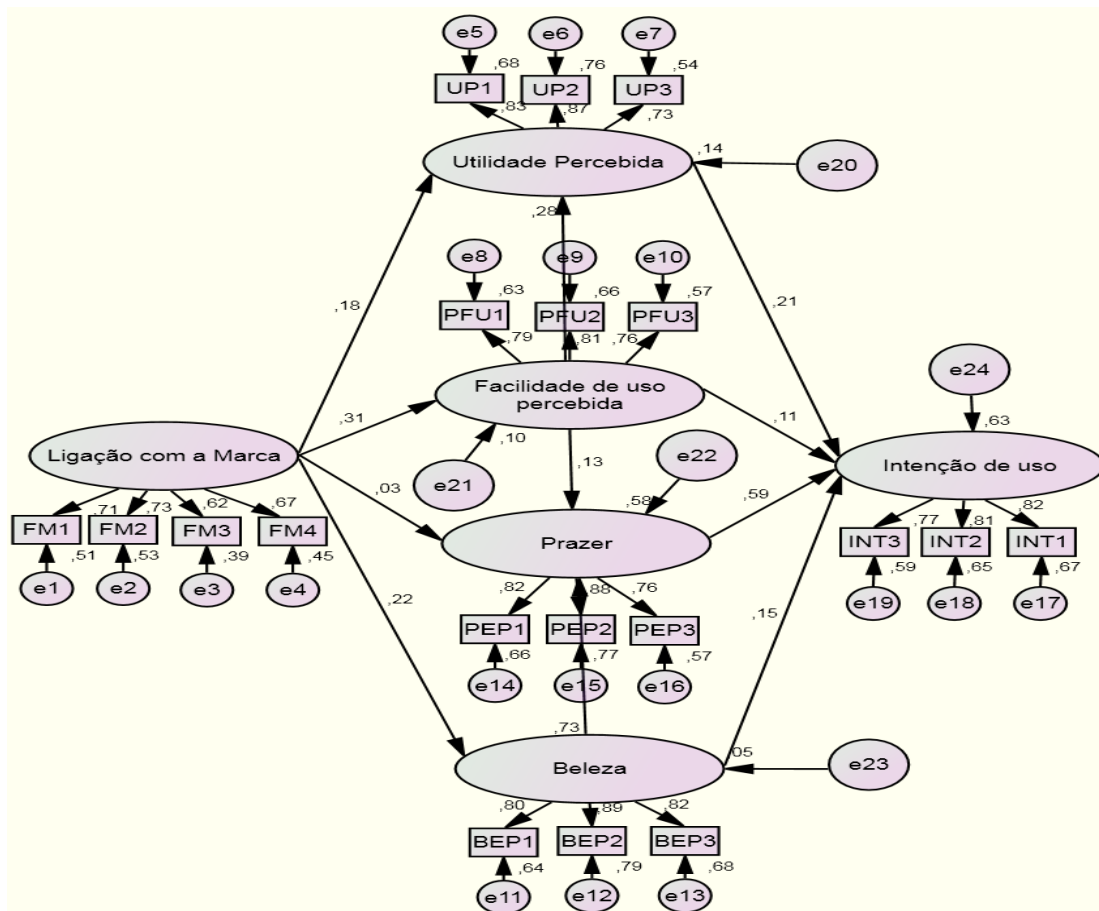 e5 e6 e7
,68 ,76 ,54
UP1 UP2 UP3
,83 ,87 ,73
Utilidade Percebida
,14
e20
,28
e8 e9 e10
,63 ,66 ,57
PFU1 PFU2 PFU3
,79 ,81 ,76
,18
,21
Facilidade de uso
percebida
e24
,63
,31
,10
e21
,11
,13
e22
,58
Ligação com a Marca
,71 ,73 ,62 ,67
FM1 FM2 FM3 FM4
,51 ,53 ,39 ,45
e1 e2 e3 e4
,03
,59
Intenção de uso
,77 ,81 ,82
INT3 INT2 INT1
,59 ,65 ,67
e19 e18 e17
Prazer
,82 ,88 ,76
PEP1 PEP2 PEP3
,66 ,77 ,57
e14 e15 e16
,22
,15
,73
Beleza
,05
e23
,80 ,89 ,82
BEP1 BEP2 BEP3
,64 ,79 ,68
e11 e12 e13